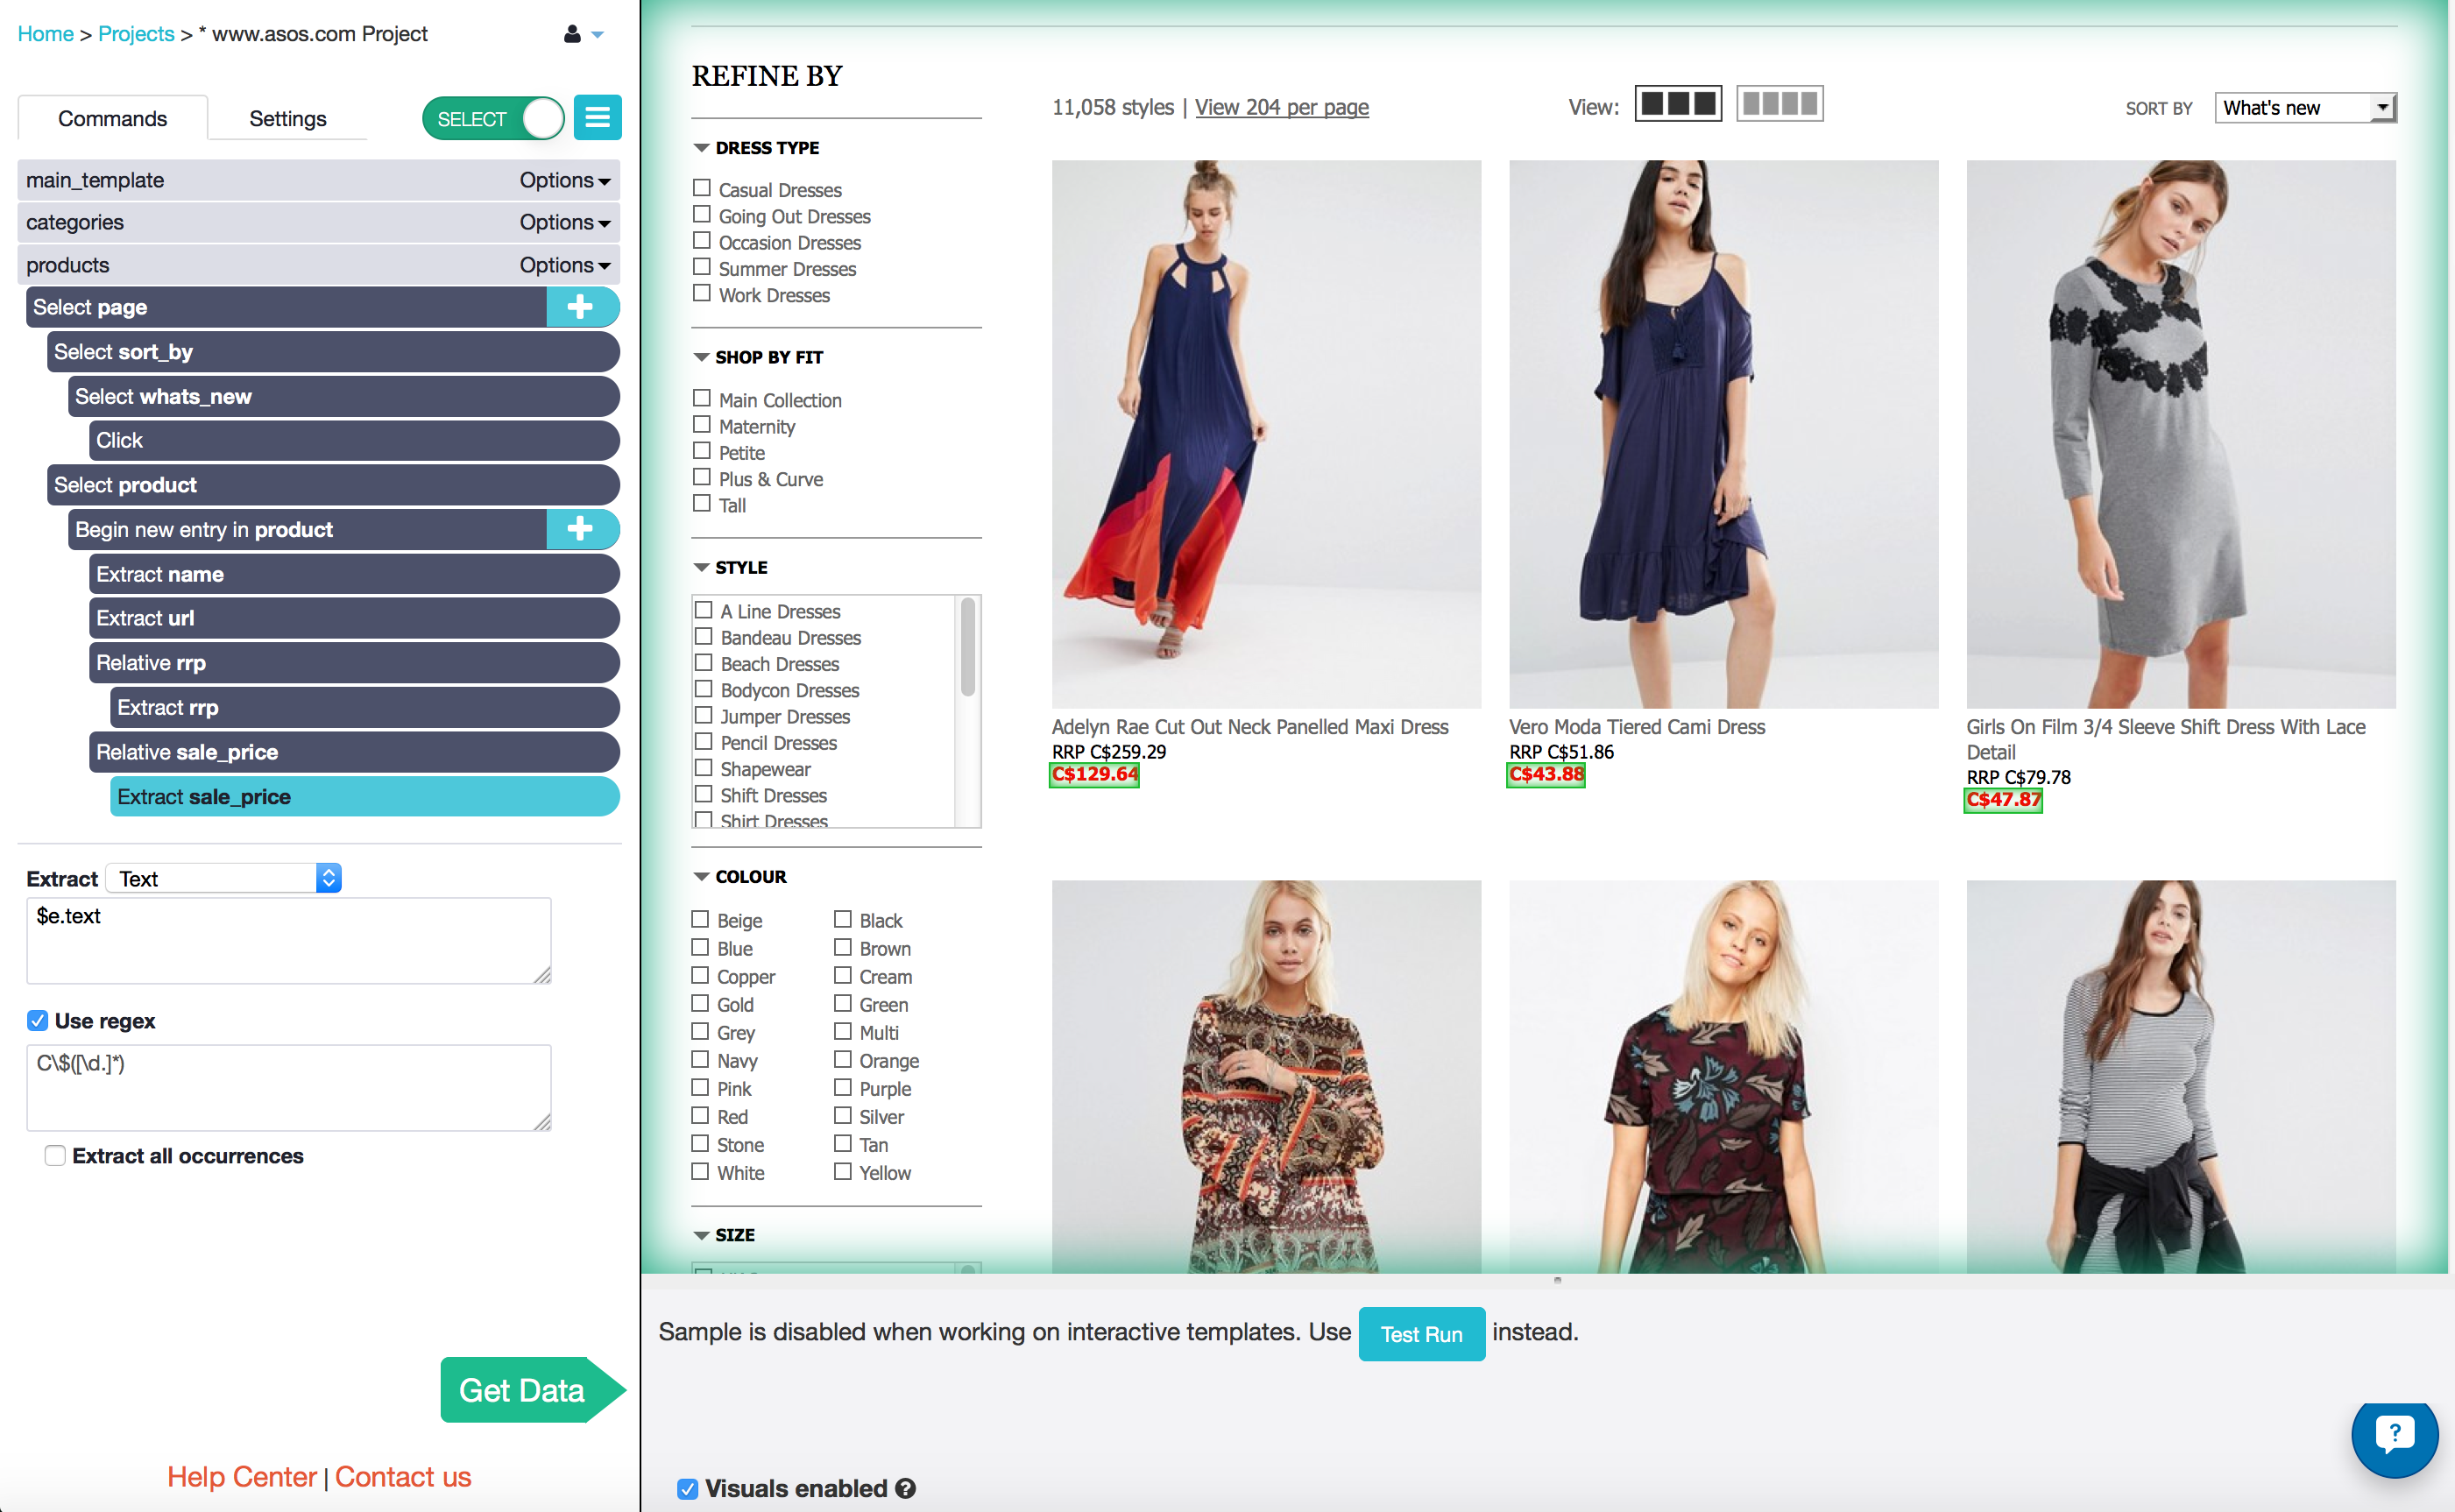 Home > Projects > * www.asos.com Project
Commands
Settings
SELECT
main_template Options
categories Options
products Options
Select page
Select sort_by
Select whats_new
Click
Select product
Begin new entry in product
Extract name
Extract url
Relative rrp
Extract rrp
Relative sale_price
Extract sale_price
Extract Text
$e.text
Use regex
C\$([\d.]*)
Extract all occurrences
Get Data
Help Center | Contact us
REFINE BY
DRESS TYPE
Casual Dresses
Going Out Dresses
Occasion Dresses
Summer Dresses
Work Dresses
SHOP BY FIT
Main Collection
Maternity
Petite
Plus & Curve
Tall
STYLE
A Line Dresses
Bandeau Dresses
Beach Dresses
Bodycon Dresses
Jumper Dresses
Pencil Dresses
Shapewear
Shift Dresses
Shirt Dresses
COLOUR
Beige Black
Blue Brown
Copper Cream
Gold Green
Grey Multi
Navy Orange
Pink Purple
Red Silver
Stone Tan
White Yellow
SIZE
11,058 styles | View 204 per page
View:
SORT BY What's new
Adelyn Rae Cut Out Neck Panelled Maxi Dress
RRP C$259.29
C$129.64
Vero Moda Tiered Cami Dress
RRP C$51.86
C$43.88
Girls On Film 3/4 Sleeve Shift Dress With Lace
Detail
RRP C$79.78
C$47.87
Sample is disabled when working on interactive templates. Use Test Run instead.
Visuals enabled ?
?